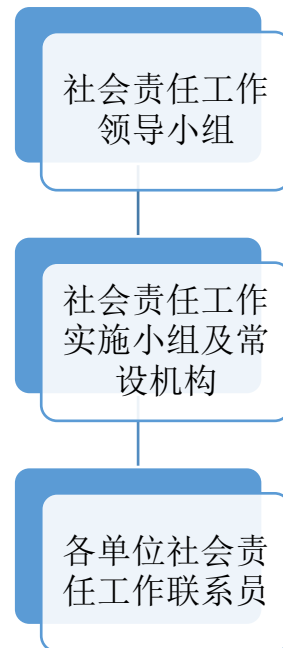 社会责任工作
领导小组
社会责任工作
实施小组及常
设机构
各单位社会责
任工作联系员